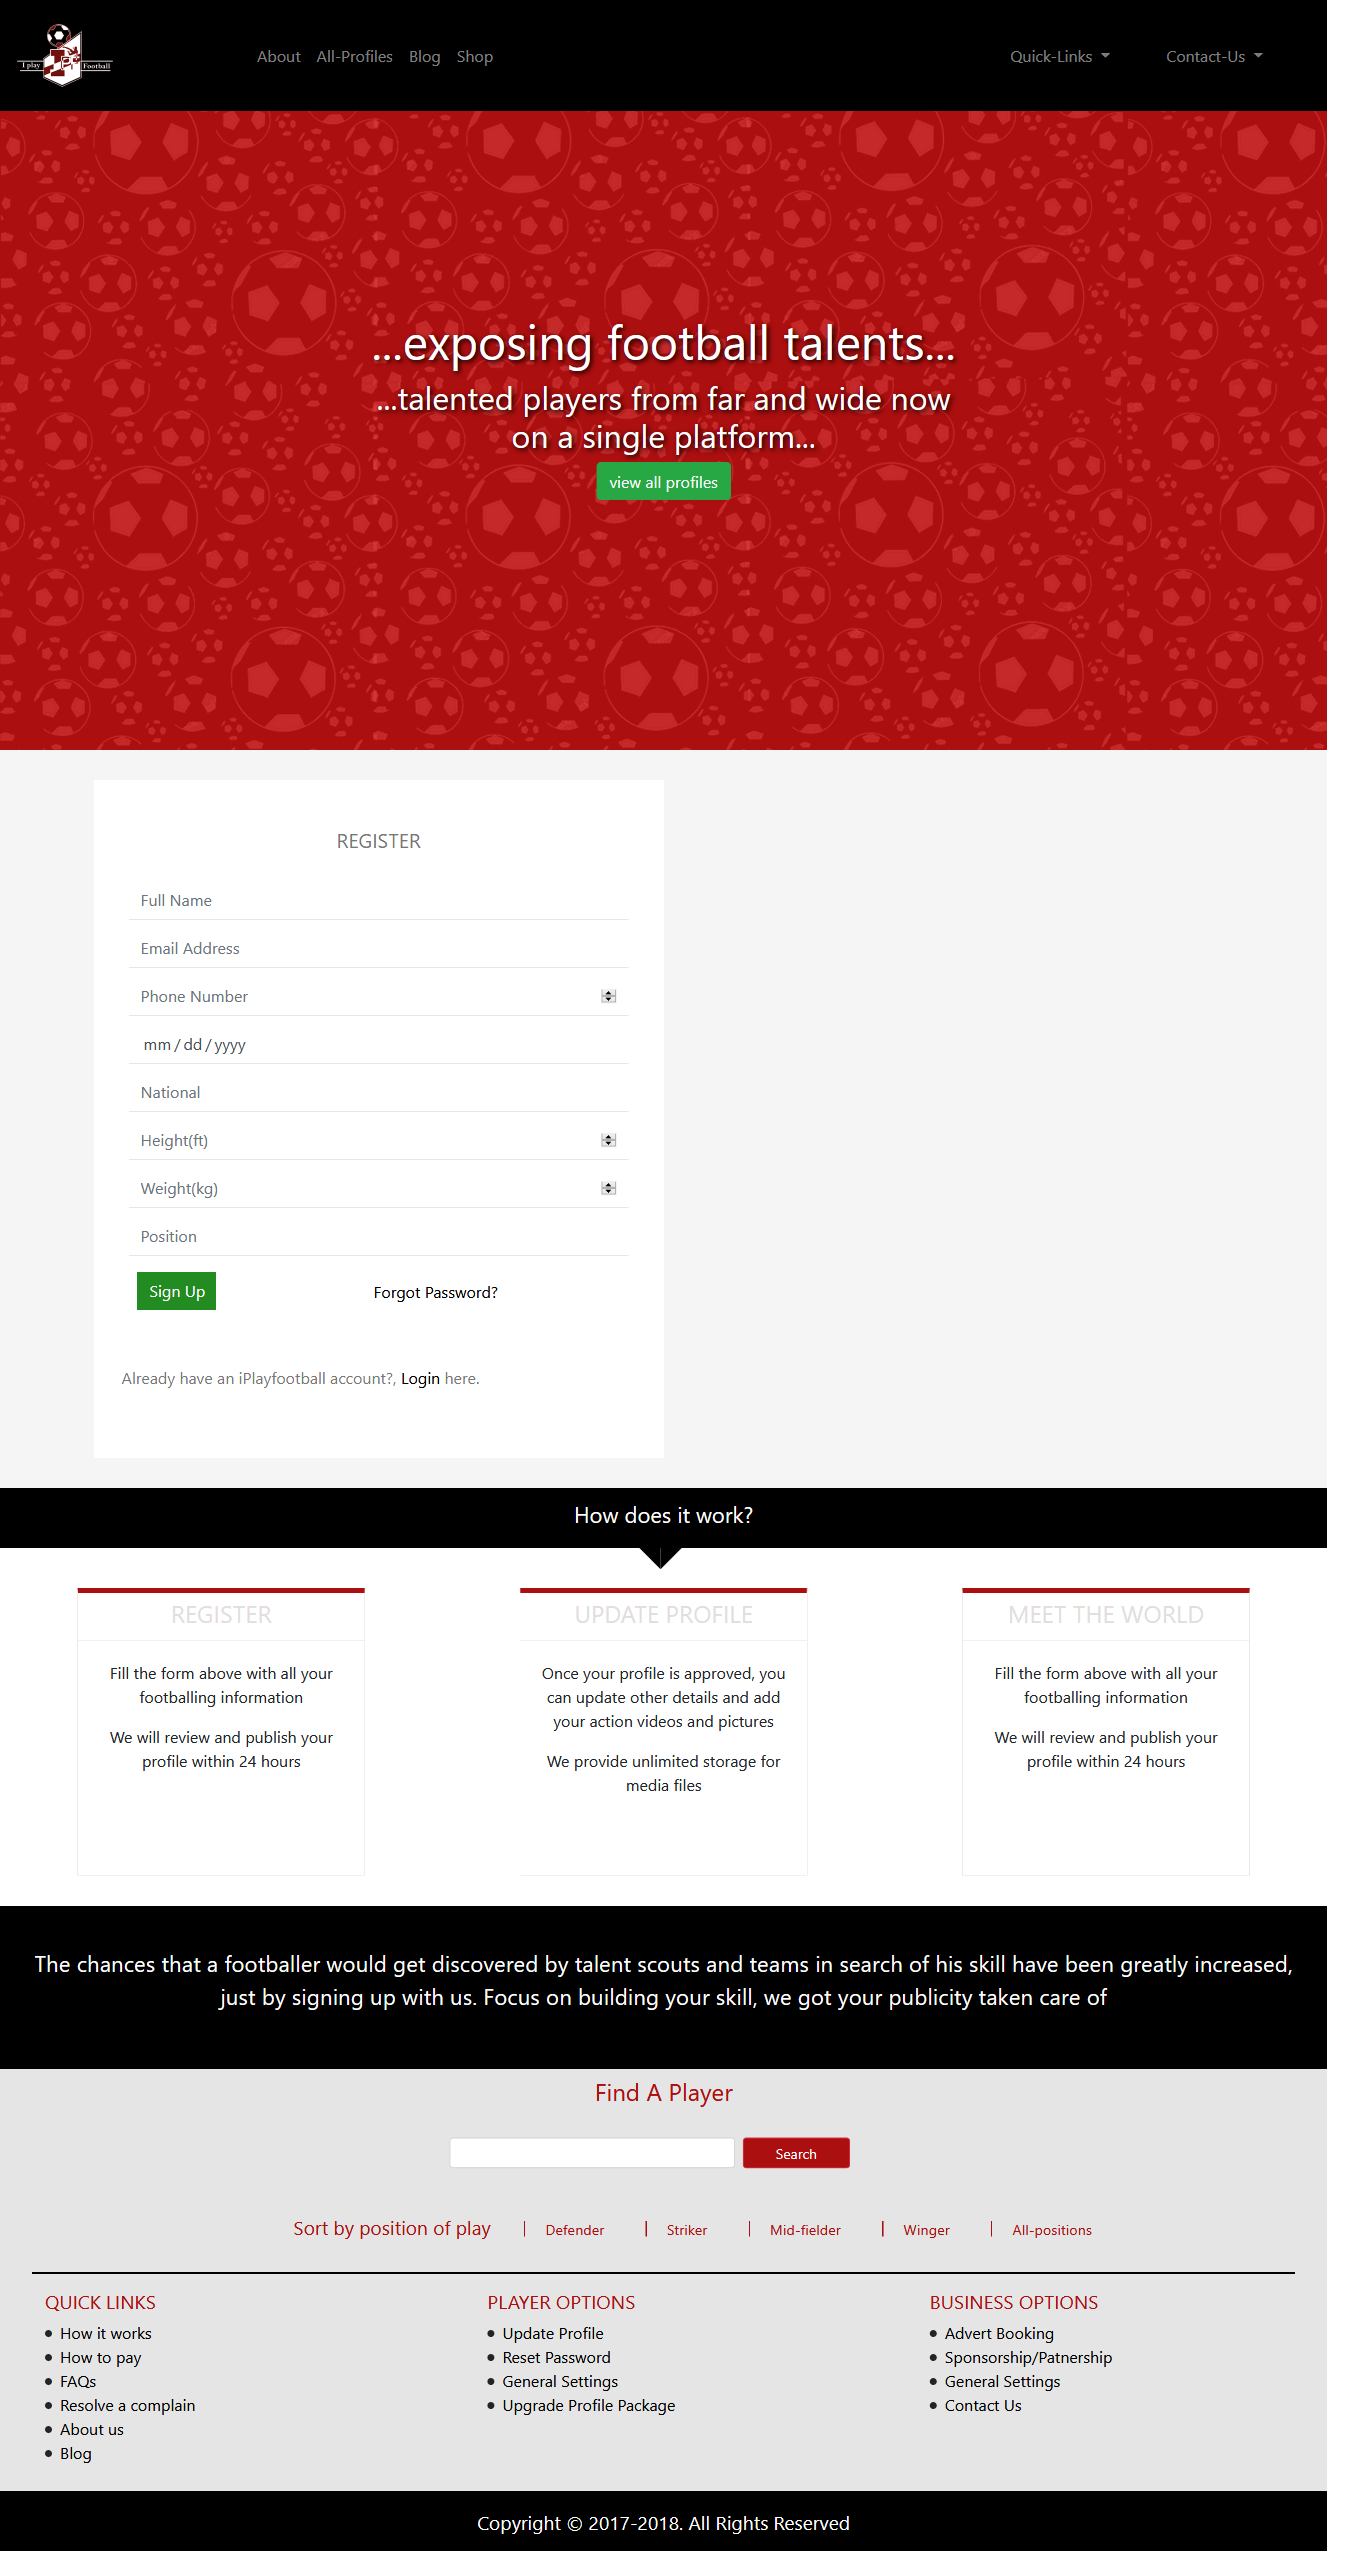 I play Football
About All-Profiles Blog Shop Quick-Links Contact-Us
...exposing football talents...
...talented players from far and wide now
on a single platform...
view all profiles
REGISTER
Full Name
Email Address
Phone Number
mm / dd / yyyy
National
Height(ft)
Weight(kg)
Position
Sign Up Forgot Password?
Already have an iPlayfootball account?, Login here.
How does it work?
REGISTER
Fill the form above with all your
footballing information
We will review and publish your
profile within 24 hours
UPDATE PROFILE
Once your profile is approved, you
can update other details and add
your action videos and pictures
We provide unlimited storage for
media files
MEET THE WORLD
Fill the form above with all your
footballing information
We will review and publish your
profile within 24 hours
The chances that a footballer would get discovered by talent scouts and teams in search of his skill have been greatly increased,
just by signing up with us. Focus on building your skill, we got your publicity taken care of
Find A Player
Search
Sort by position of play | Defender | Striker | Mid-fielder | Winger | All-positions
QUICK LINKS
• How it works
• How to pay
• FAQs
• Resolve a complain
• About us
• Blog
PLAYER OPTIONS
• Update Profile
• Reset Password
• General Settings
• Upgrade Profile Package
BUSINESS OPTIONS
• Advert Booking
• Sponsorship/Patnership
• General Settings
• Contact Us
Copyright © 2017-2018. All Rights Reserved